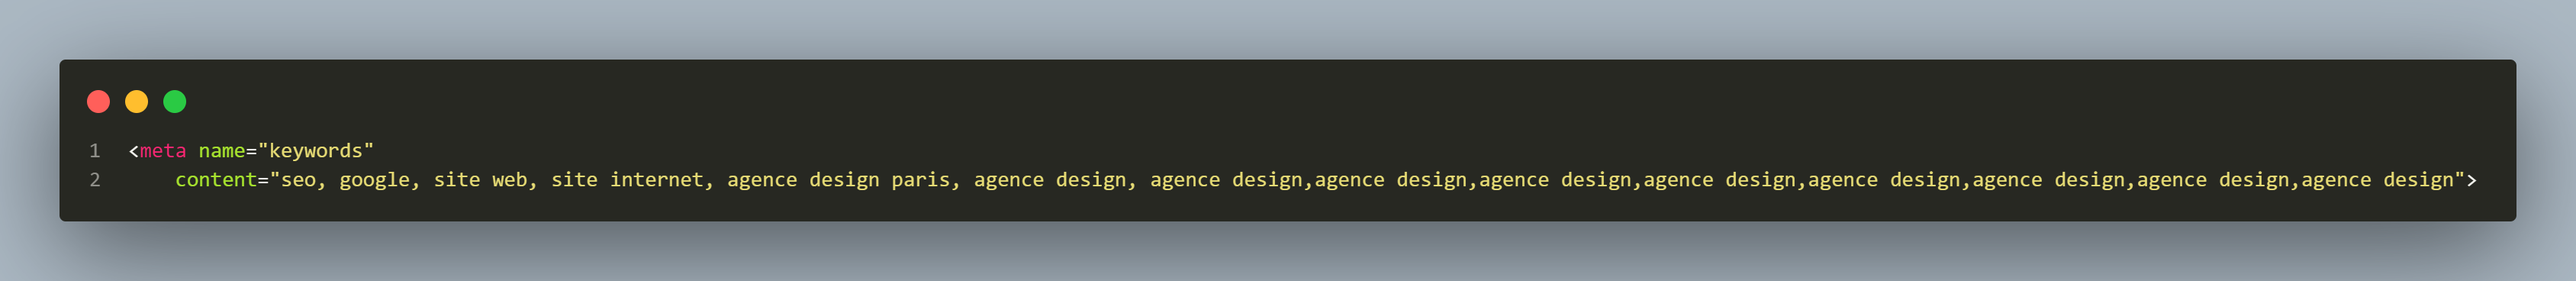 1 <meta name="keywords"
2 content="seo, google, site web, site internet, agence design paris, agence design, agence design,agence design,agence design,agence design,agence design,agence design,agence design,agence design">